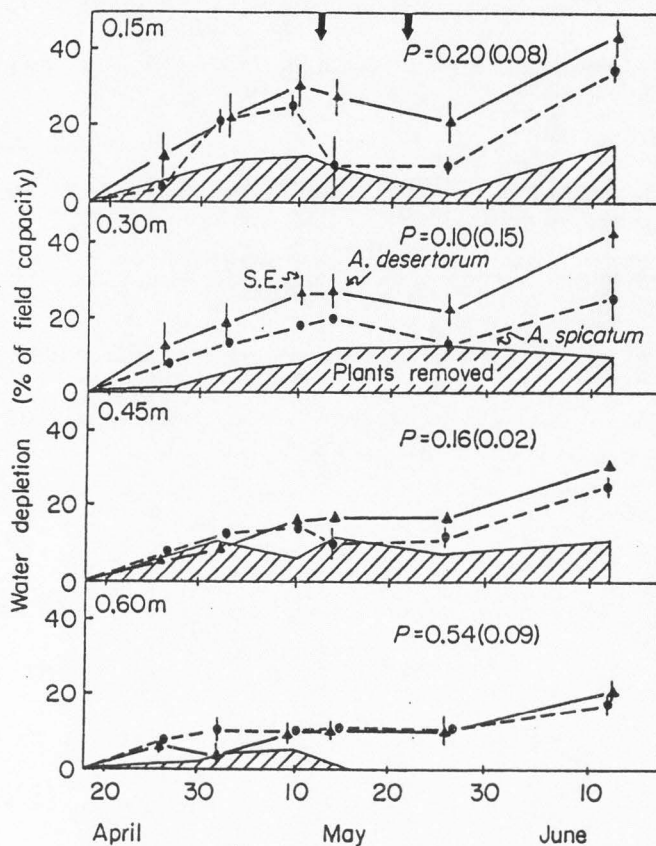 Water depletion (% of field capacity)
0.15m
P=0.20(0.08)
40
20
0
0.30m
P=0.10(0.15)
S.E.
A. desertorum
A. spicatum
Plants removed
40
20
0
0.45m
P=0.16(0.02)
40
20
0
0.60m
P=0.54(0.09)
40
20
0
20 30 10 20 30 10
April May June